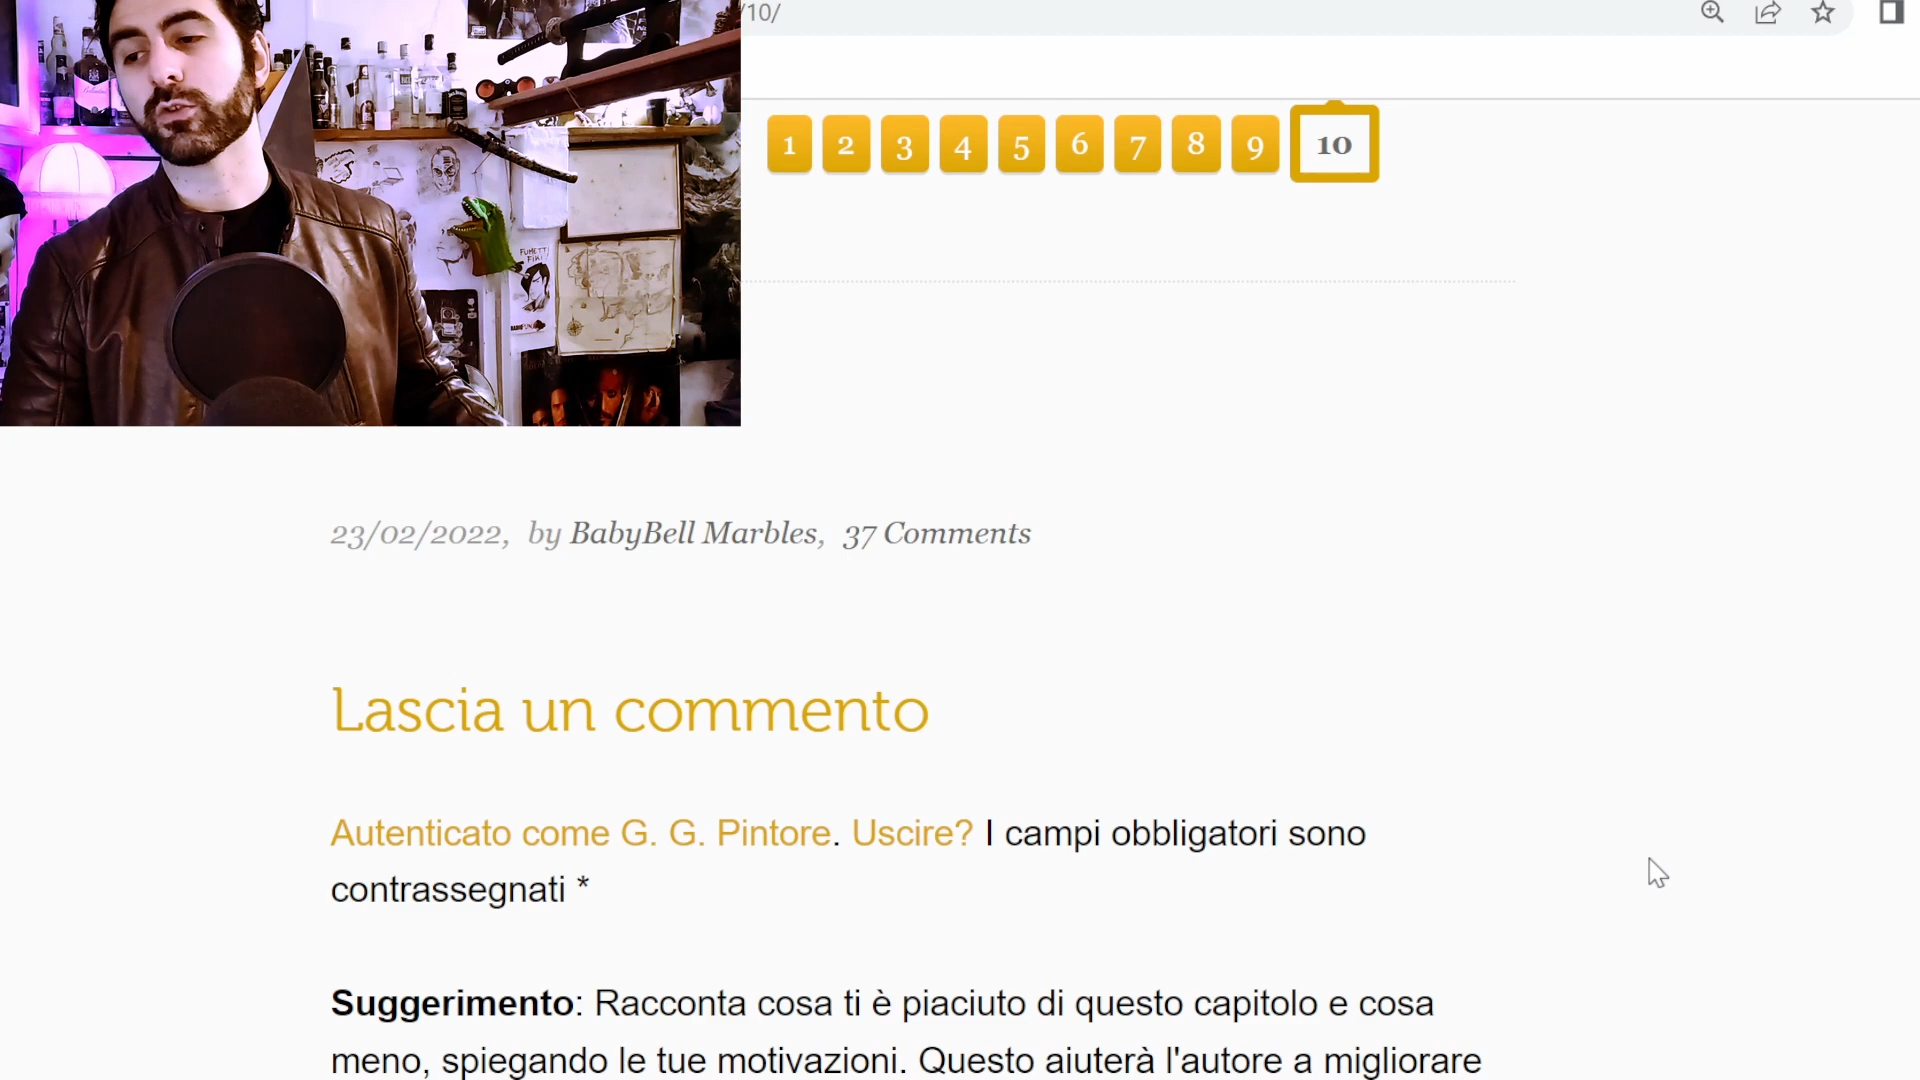 /10/
1 2 3 4 5 6 7 8 9 10
FUMETTI
FIKI
23/02/2022, by BabyBell Marbles, 37 Comments
Lascia un commento
Autenticato come G. G. Pintore. Uscire? I campi obbligatori sono
contrassegnati *
Suggerimento: Racconta cosa ti è piaciuto di questo capitolo e cosa
meno, spiegando le tue motivazioni. Questo aiuterà l'autore a migliorare